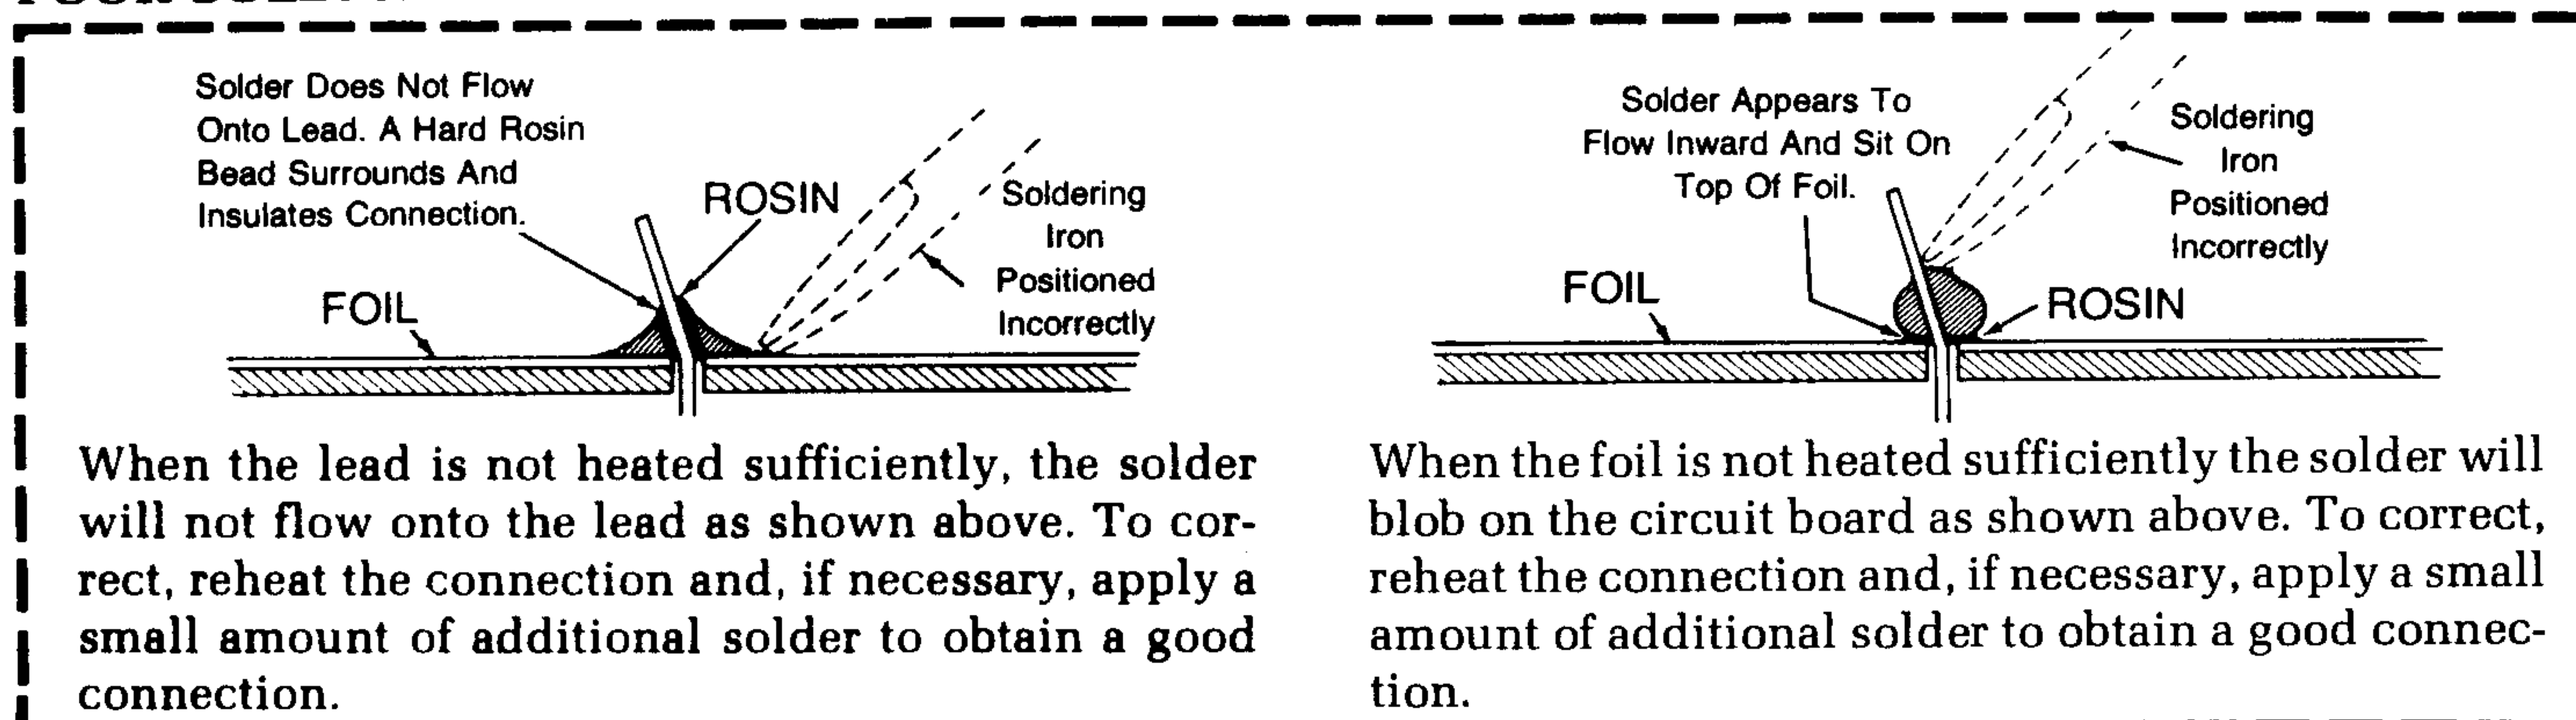 Solder Does Not Flow
Onto Lead. A Hard Rosin
Bead Surrounds And
Insulates Connection.
ROSIN
FOIL
Soldering
Iron
Positioned
Incorrectly
When the lead is not heated sufficiently, the solder
will not flow onto the lead as shown above. To cor-
rect, reheat the connection and, if necessary, apply a
small amount of additional solder to obtain a good
connection.
Solder Appears To
Flow Inward And Sit On
Top Of Foil.
FOIL
ROSIN
Soldering
Iron
Positioned
Incorrectly
When the foil is not heated sufficiently the solder will
blob on the circuit board as shown above. To correct,
reheat the connection and, if necessary, apply a small
amount of additional solder to obtain a good connec-
tion.